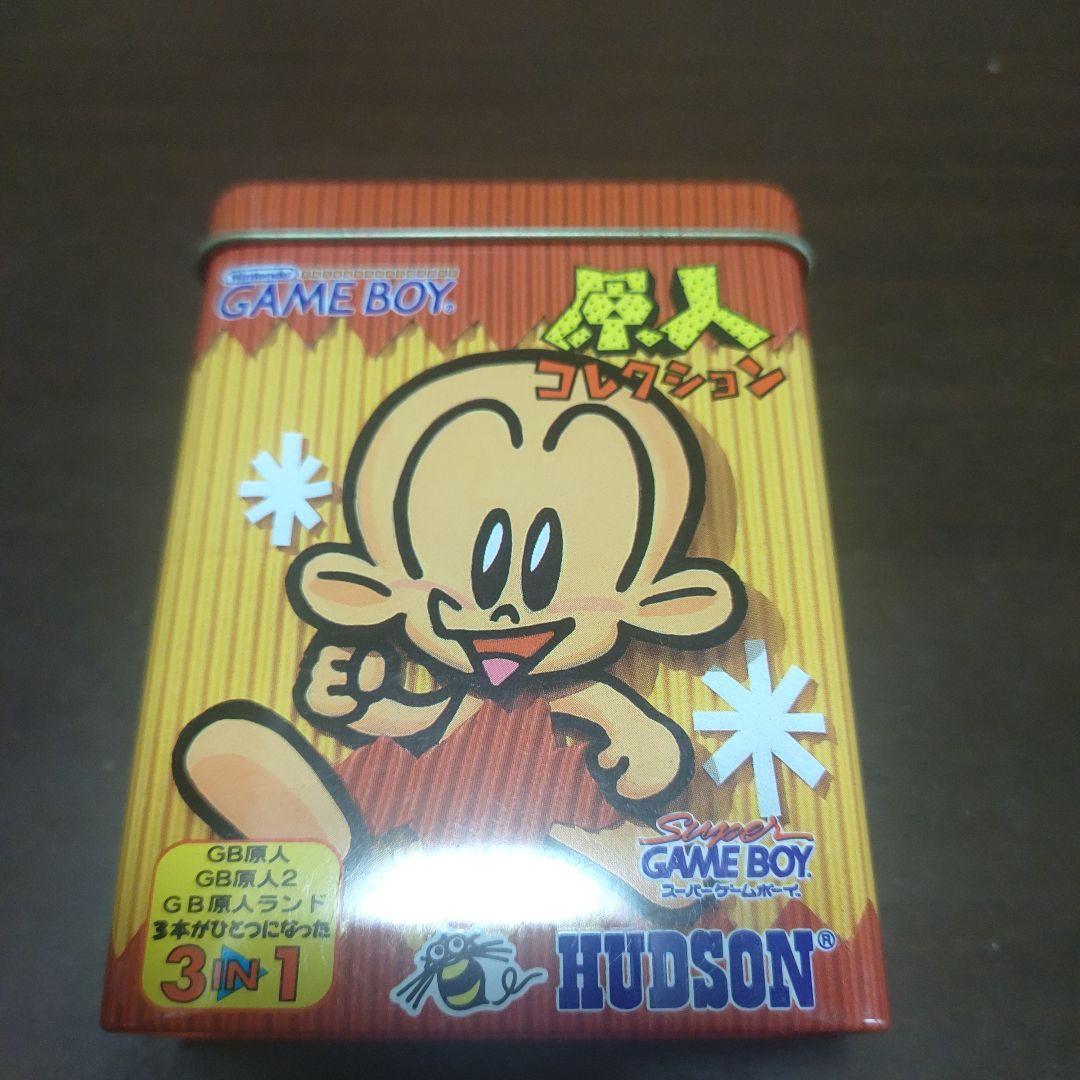 Nintendo
GAME BOY®
原人
コレクション
Super
GAME BOY
スーパーゲームボーイ
GB原人
GB原人2
GB原人ランド
3本がひとつになった
3 IN 1
HUDSON®